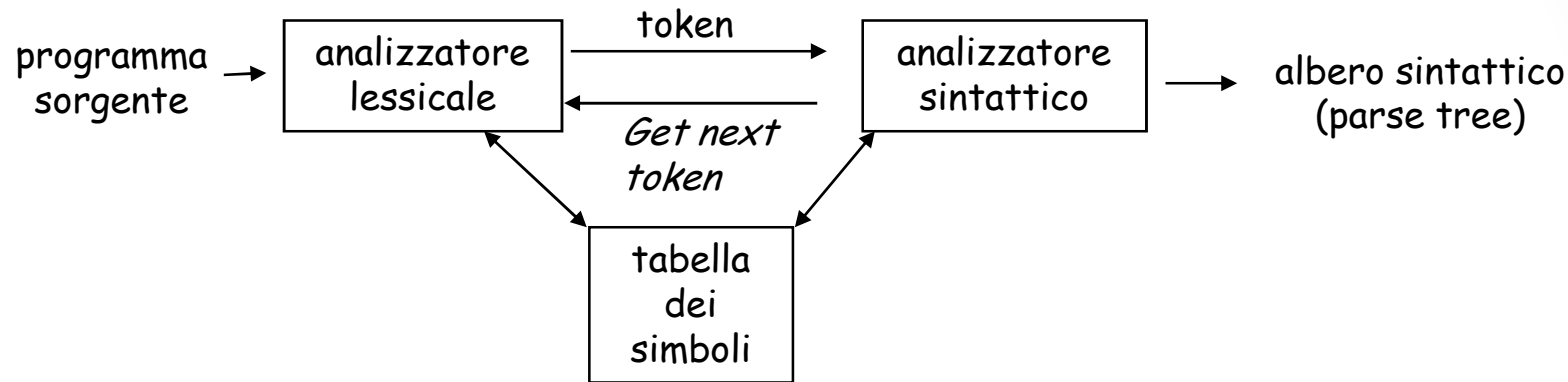 programma
sorgente
analizzatore
lessicale
token
Get next
token
analizzatore
sintattico
albero sintattico
(parse tree)
tabella
dei
simboli